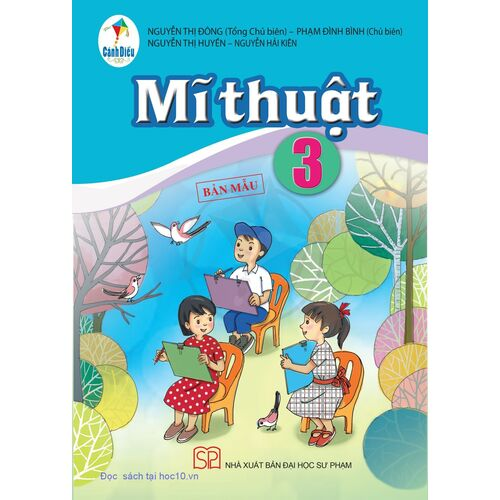 NGUYỄN THỊ ĐÔNG (Tổng Chủ biên) – PHẠM ĐÌNH BÌNH (Chủ biên)
NGUYỄN THỊ HUYỀN – NGUYỄN HẢI KIÊN
Cánh Diều
Mĩ thuật
3
BẢN MẪU
SP
NHÀ XUẤT BẢN ĐẠI HỌC SƯ PHẠM
Đọc sách tại hoc10.vn